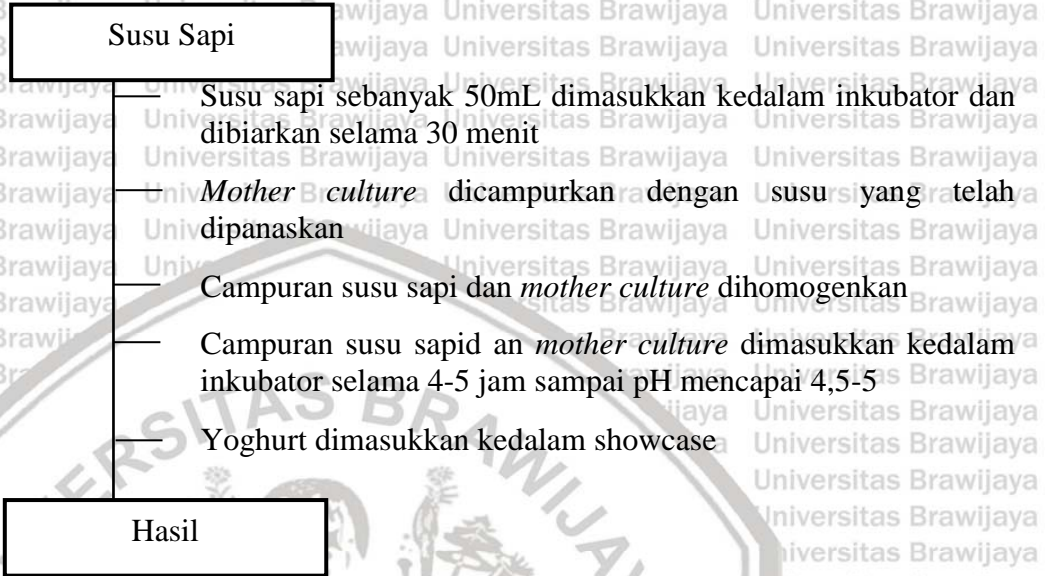 Susu Sapi
Susu sapi sebanyak 50mL dimasukkan kedalam inkubator dan
dibiarkan selama 30 menit
Mother culture dicampurkan dengan susu yang telah
dipanaskan
Campuran susu sapi dan mother culture dihomogenkan
Campuran susu sapid an mother culture dimasukkan kedalam
inkubator selama 4-5 jam sampai pH mencapai 4,5-5
Yoghurt dimasukkan kedalam showcase
Hasil